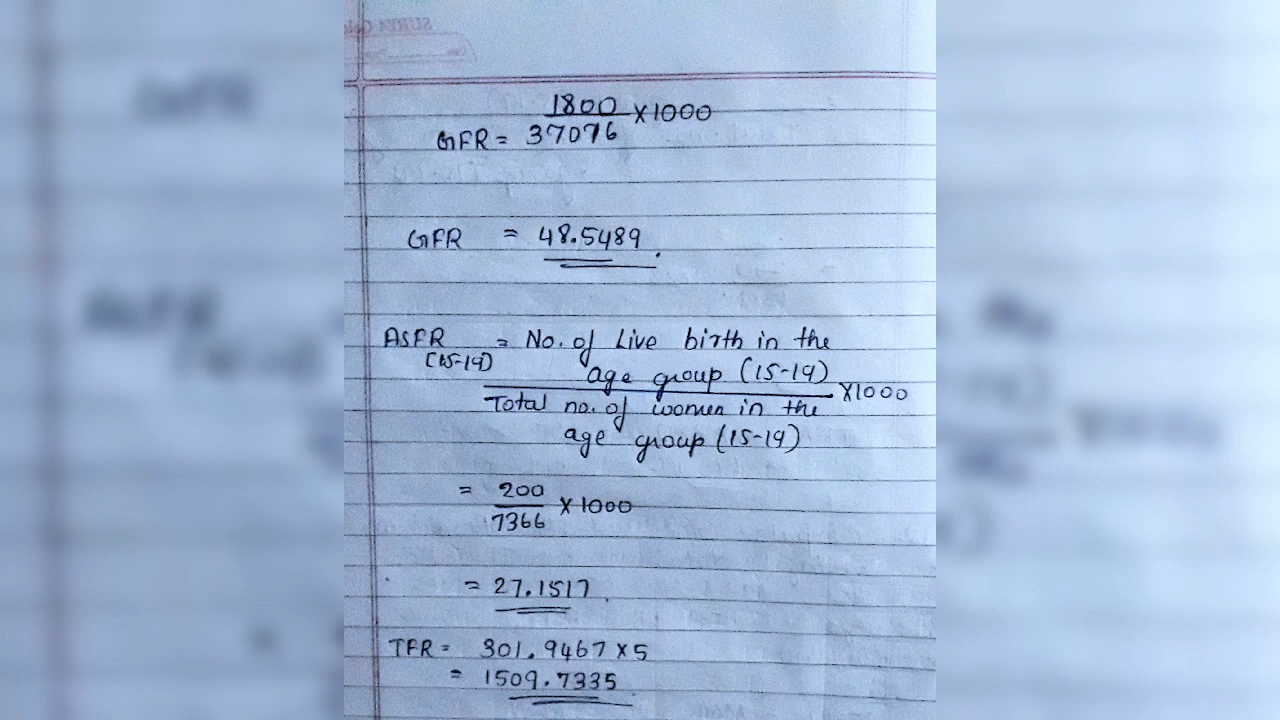 1800
GFR = 37076 X1000
GFR = 48.5489.
ASFR = No. of Live birth in the
(15-19) age group (15-19)
X1000
Total no. of women in the
age group (15-19)
= 200
7366 X 1000
= 27.1517
TFR = 301.9467 X 5
= 1509.7335